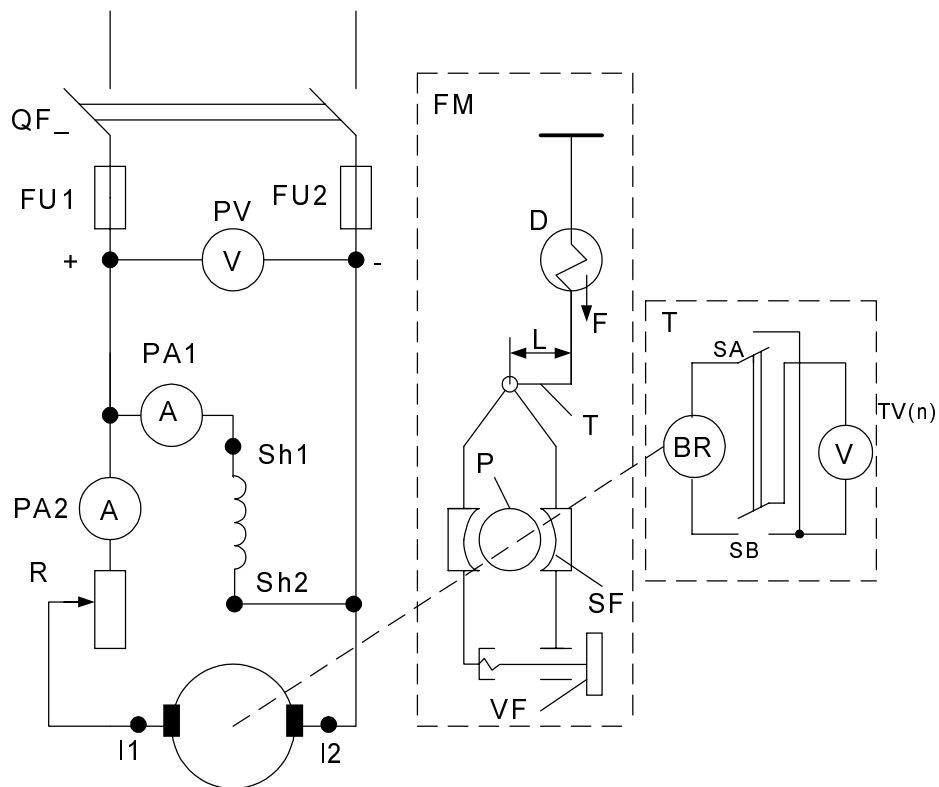 QF_
FU1
FU2
PV
V
+
-
PA1
A
Sh1
PA2
A
R
Sh2
I1
I2
FM
D
F
L
T
P
SF
VF
T
SA
BR
V
TV(n)
SB